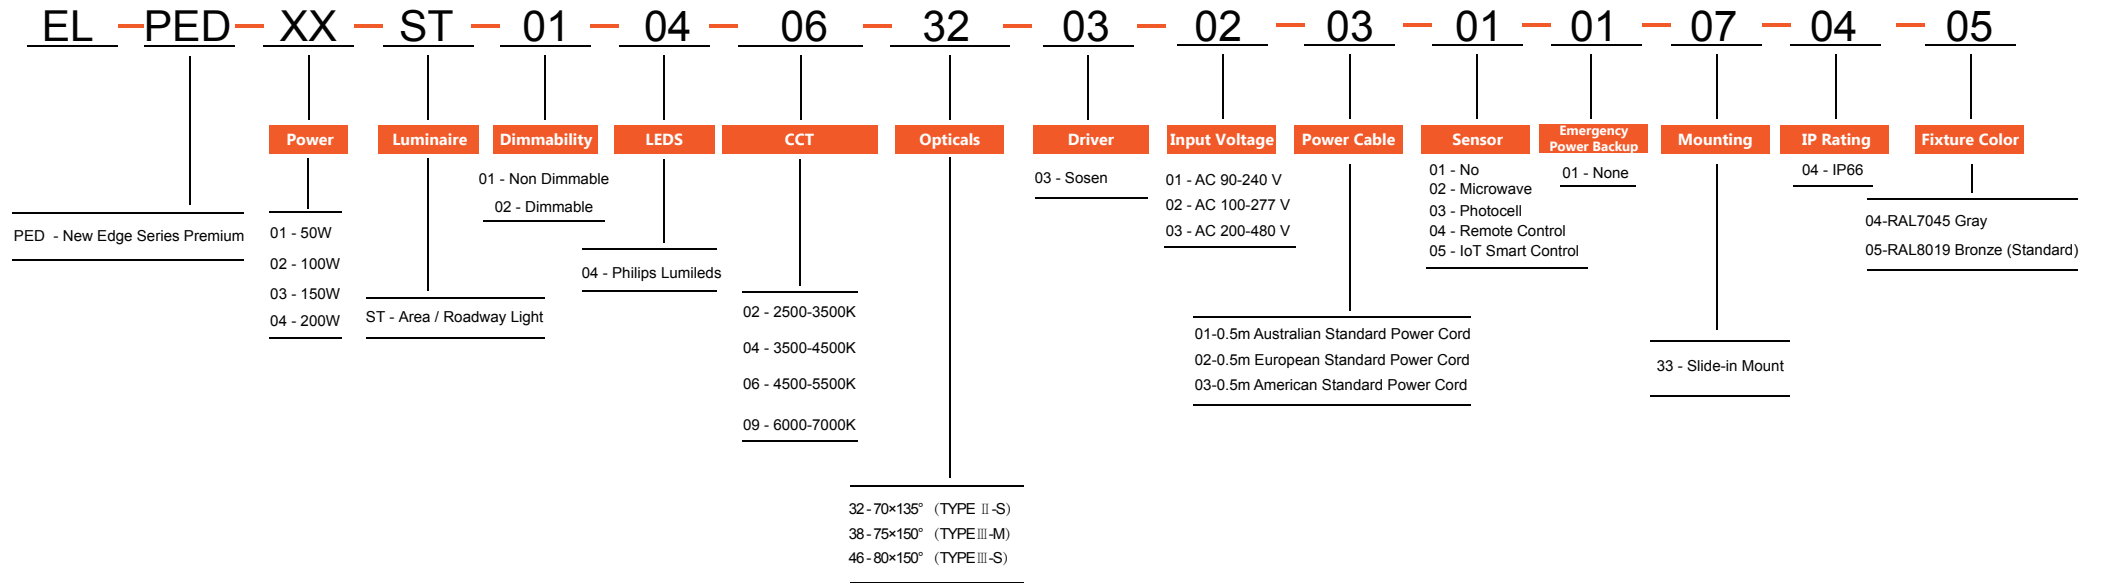 EL PED XX ST 01 04 06 32 03 02 03 01 01 07 04 05
Power
Luminaire
Dimmability
LEDS
CCT
Opticals
Driver
Input Voltage
Power Cable
Sensor
Emergency
Power Backup
Mounting
IP Rating
Fixture Color
PED - New Edge Series Premium
01 - 50W
02 - 100W
03 - 150W
04 - 200W
ST - Area / Roadway Light
01 - Non Dimmable
02 - Dimmable
04 - Philips Lumileds
02 - 2500-3500K
04 - 3500-4500K
06 - 4500-5500K
09 - 6000-7000K
32-70×135° (TYPE Ⅱ-S)
38-75×150° (TYPEⅢ-M)
46-80×150° (TYPEⅢ-S)
03 - Sosen
01 - AC 90-240 V
02 - AC 100-277 V
03 - AC 200-480 V
01-0.5m Australian Standard Power Cord
02-0.5m European Standard Power Cord
03-0.5m American Standard Power Cord
01 - No
02 - Microwave
03 - Photocell
04 - Remote Control
05 - IoT Smart Control
01 - None
33 - Slide-in Mount
04 - IP66
04-RAL7045 Gray
05-RAL8019 Bronze (Standard)